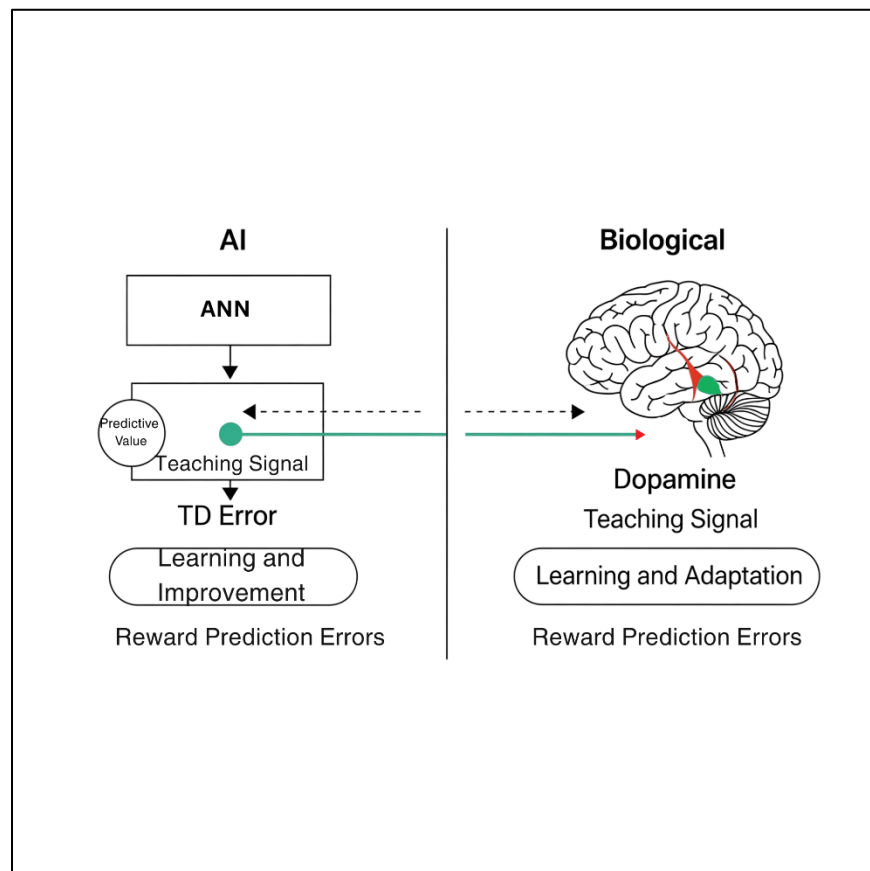 AI
ANN
Predictive
Value
Teaching Signal
TD Error
Learning and
Improvement
Reward Prediction Errors
Biological
Dopamine
Teaching Signal
Learning and Adaptation
Reward Prediction Errors